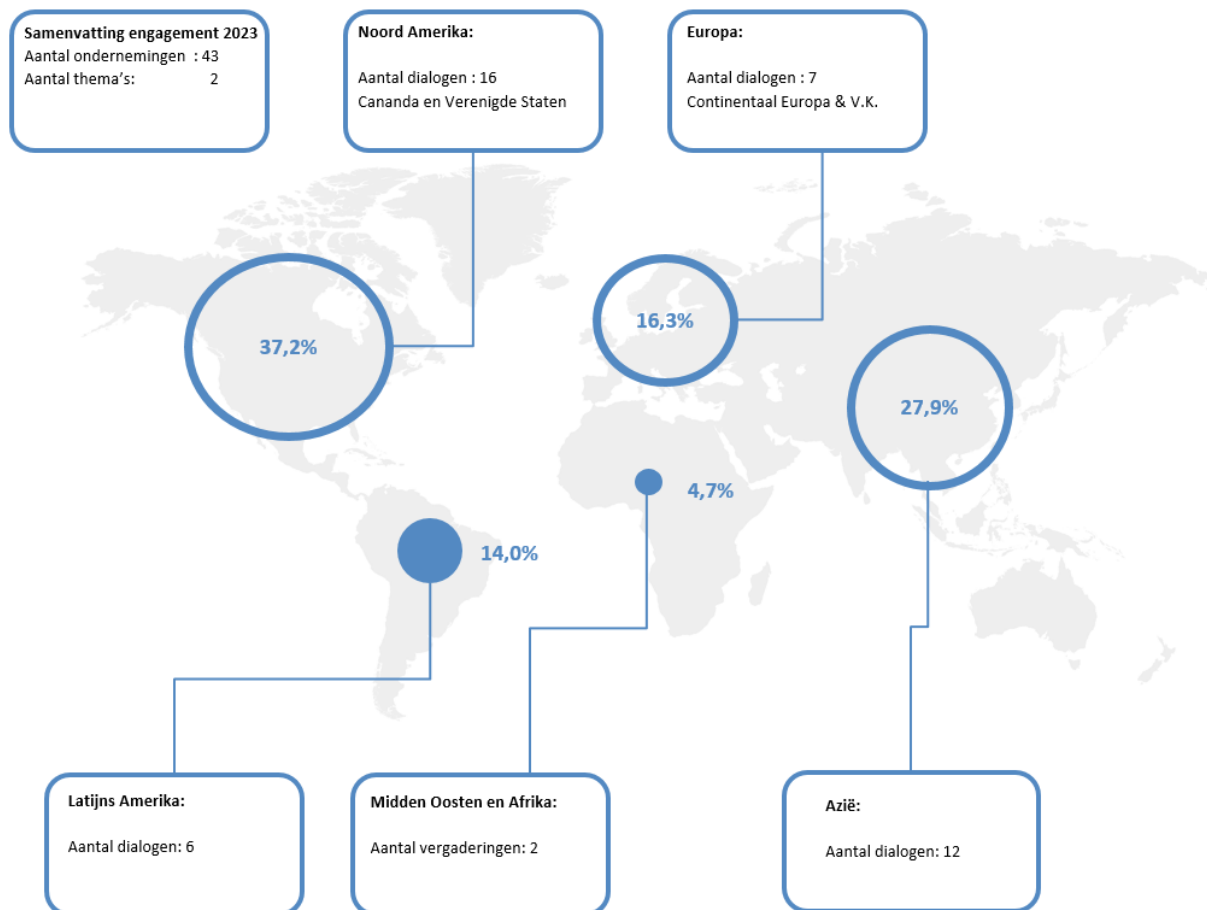 Samenvatting engagement 2023
Aantal ondernemingen : 43
Aantal thema's: 2
Noord Amerika:
Aantal dialogen : 16
Cananda en Verenigde Staten
Europa:
Aantal dialogen : 7
Continentaal Europa & V.K.
37,2%
16,3%
27,9%
4,7%
14,0%
Latijns Amerika:
Aantal dialogen: 6
Midden Oosten en Afrika:
Aantal vergaderingen: 2
Azië:
Aantal dialogen: 12